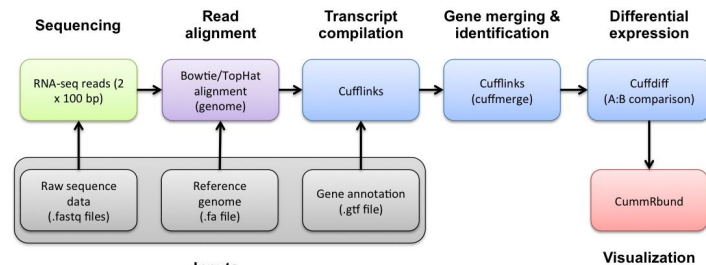 Sequencing
Read
alignment
Transcript
compilation
Gene merging &
identification
Differential
expression
RNA-seq reads (2
x 100 bp)
Bowtie/TopHat
alignment
(genome)
Cufflinks
Cufflinks
(cuffmerge)
Cuffdiff
(A:B comparison)
Raw sequence
data
(.fastq files)
Reference
genome
(.fa file)
Gene annotation
(.gtf file)
CummRbund
Visualization